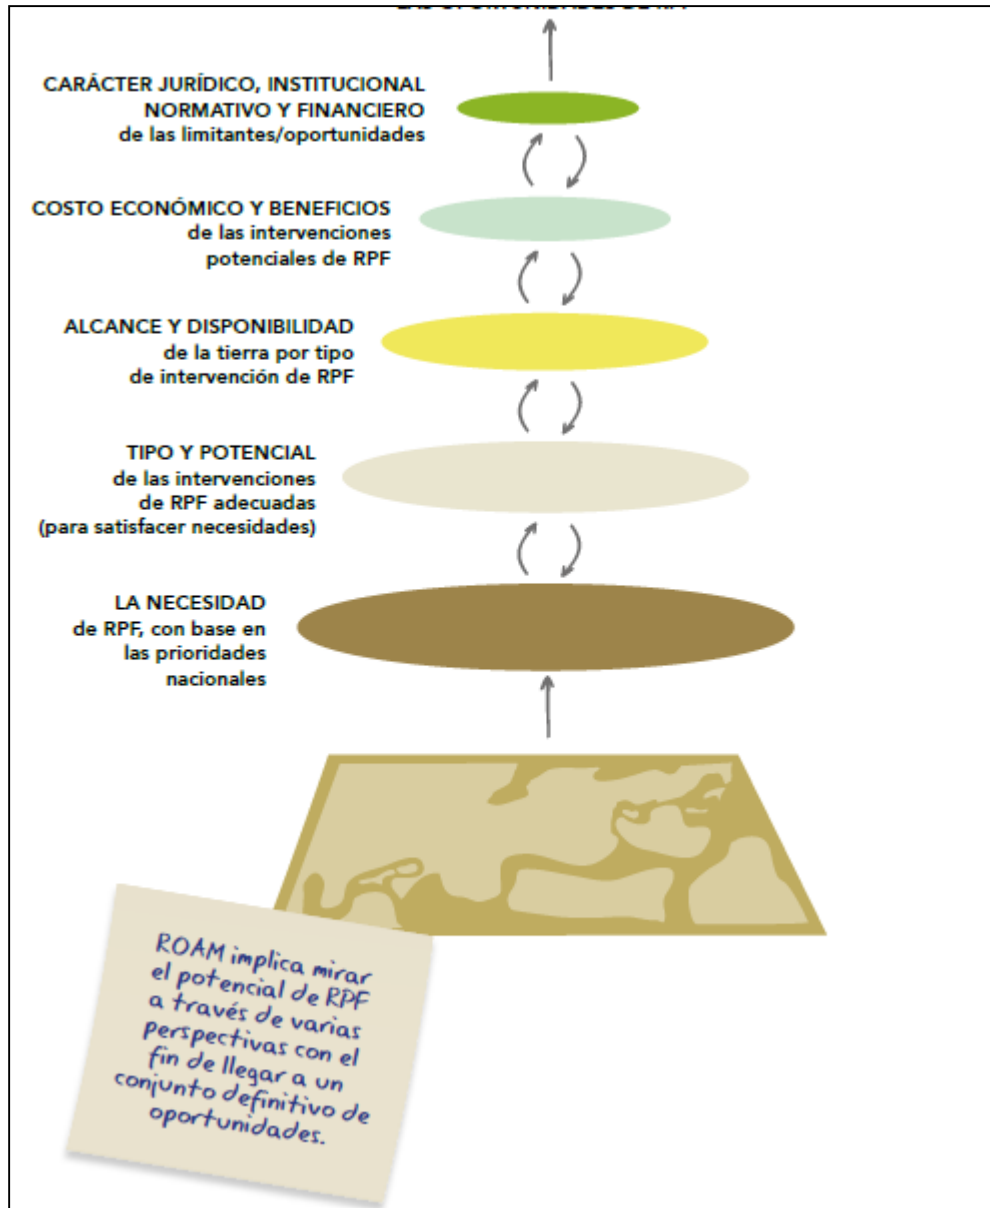 CARÁCTER JURÍDICO, INSTITUCIONAL
NORMATIVO Y FINANCIERO
de las limitantes/oportunidades
COSTO ECONÓMICO Y BENEFICIOS
de las intervenciones
potenciales de RPF
ALCANCE Y DISPONIBILIDAD
de la tierra por tipo
de intervención de RPF
TIPO Y POTENCIAL
de las intervenciones
de RPF adecuadas
(para satisfacer necesidades)
LA NECESIDAD
de RPF, con base en
las prioridades
nacionales
ROAM implica mirar
el potencial de RPF
a través de varias
perspectivas con el
fin de llegar a un
conjunto definitivo de
oportunidades.